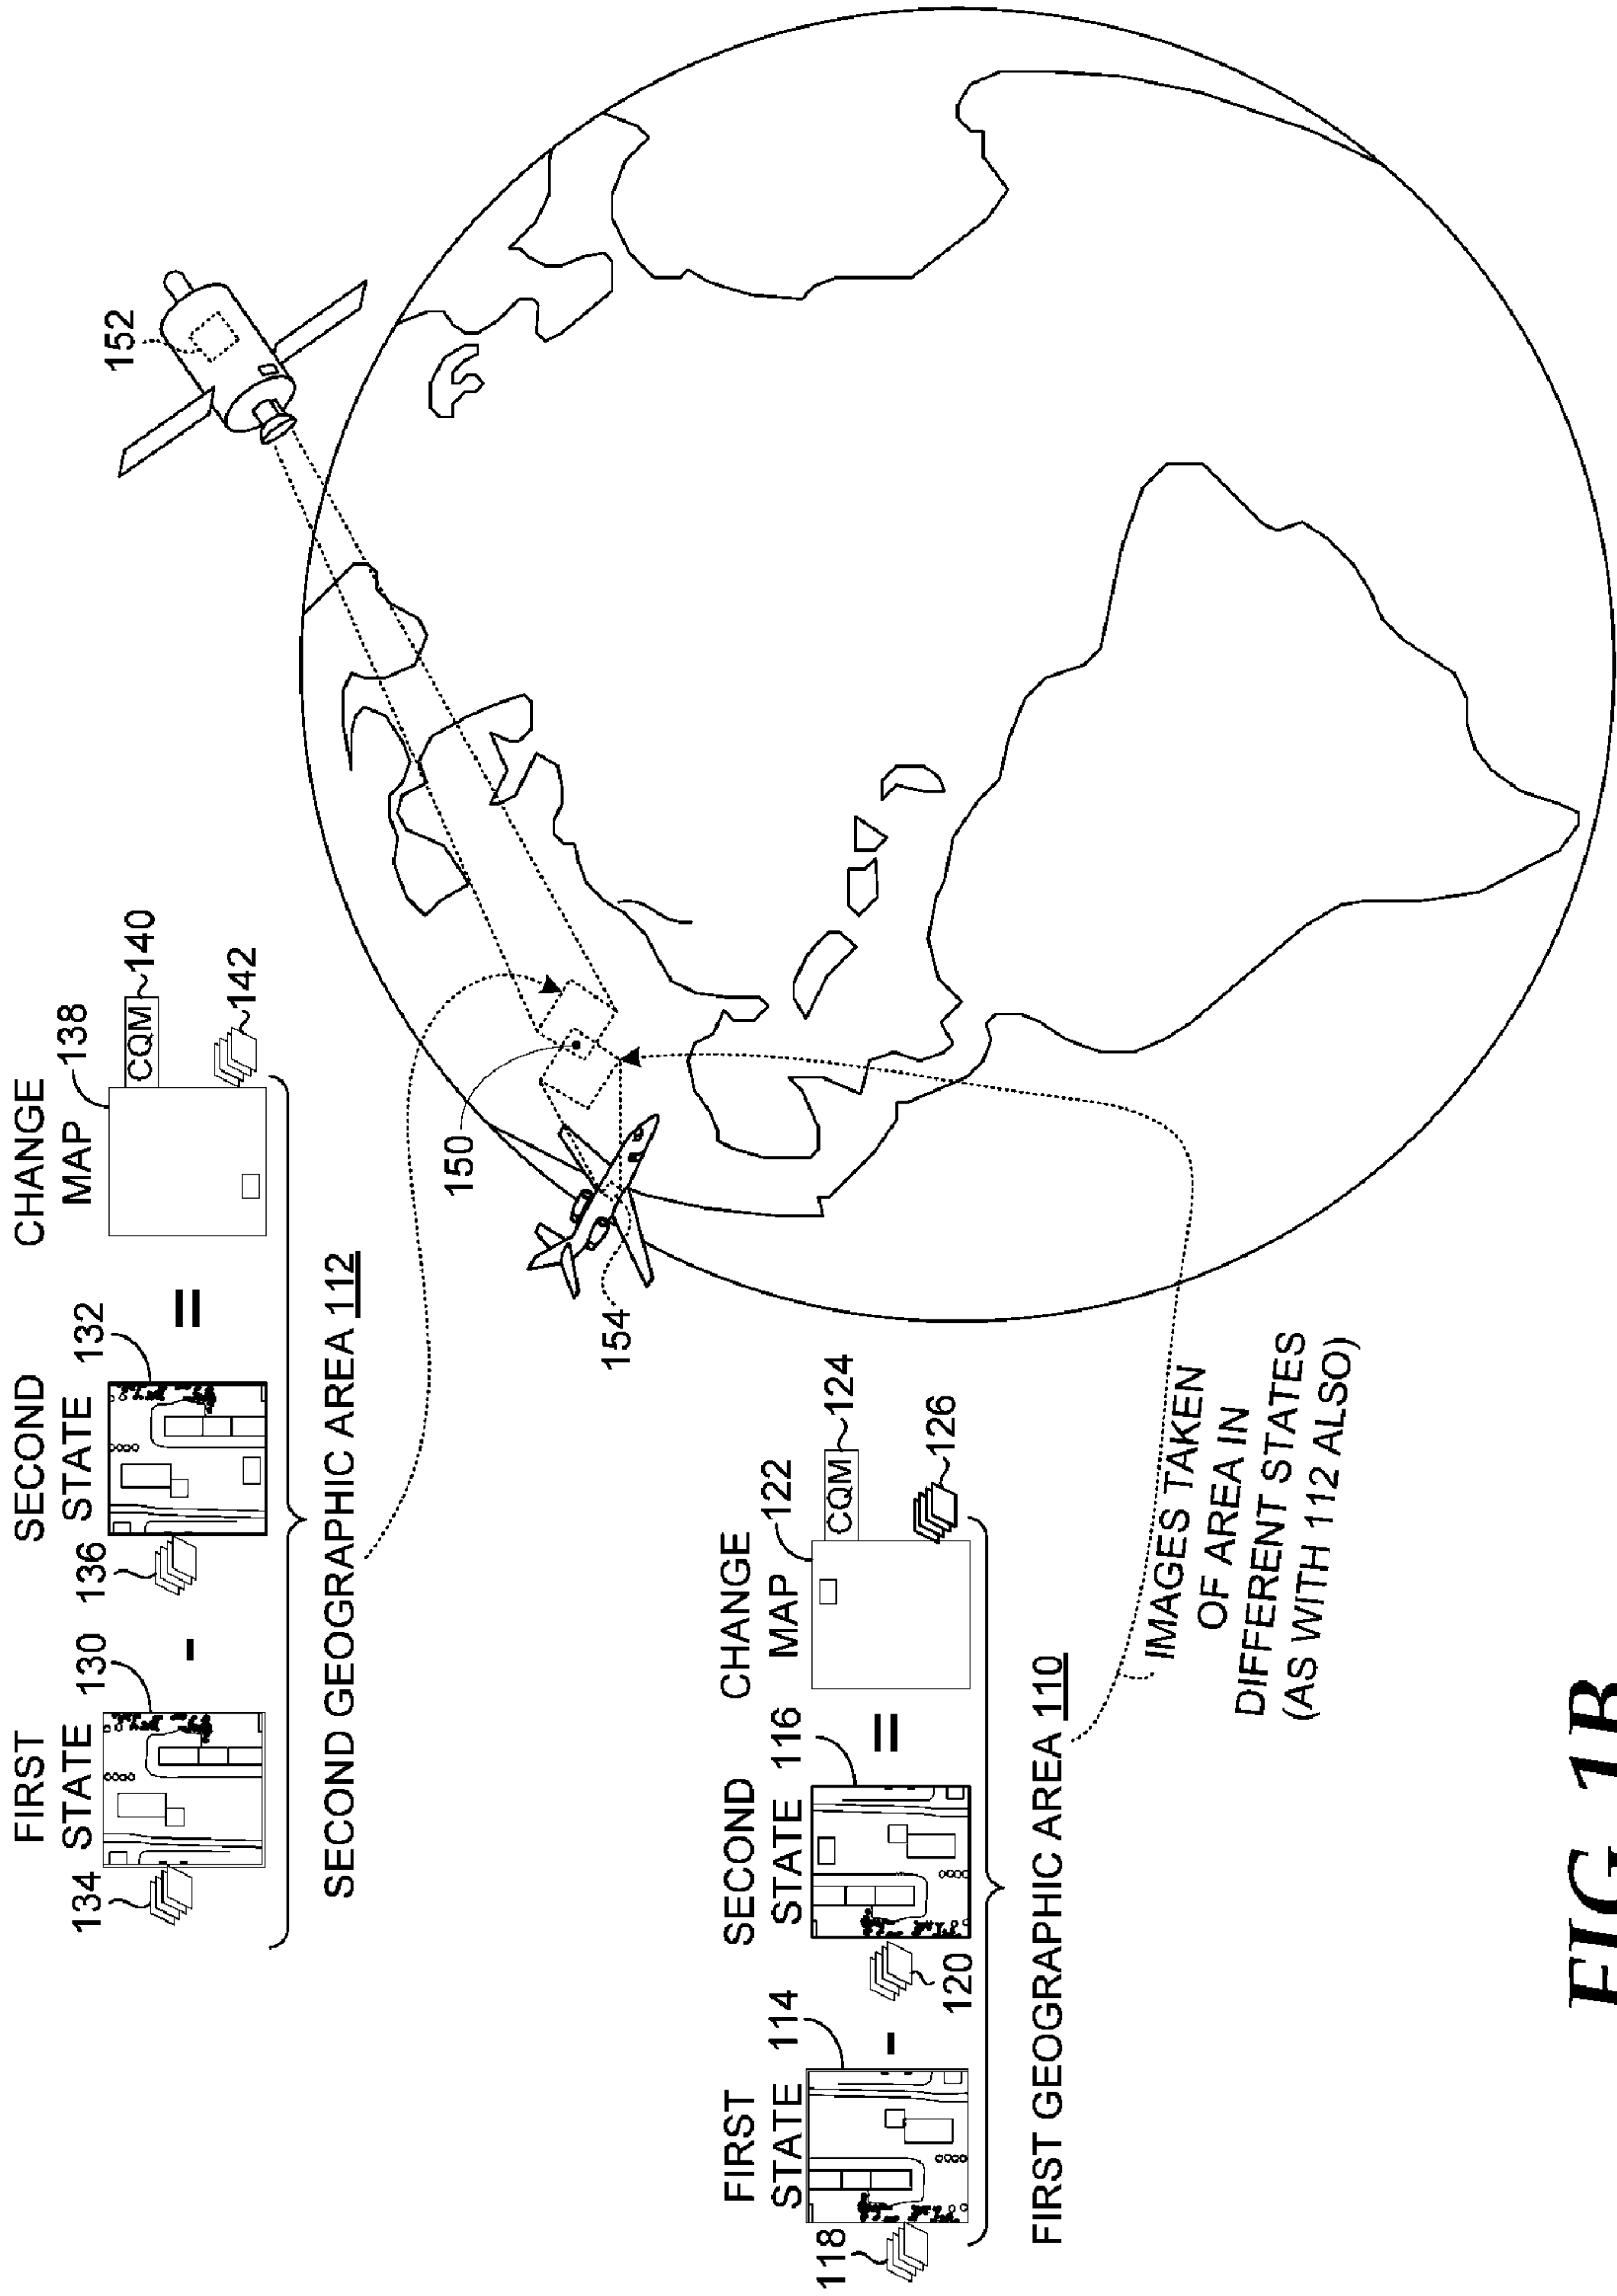 FIRST
STATE 130
134
-
SECOND
STATE 132
136
=
CHANGE
MAP 138
CQM 140
142
SECOND GEOGRAPHIC AREA 112
152
150
154
FIRST
STATE 114
118
-
SECOND
STATE 116
120
=
CHANGE
MAP 122
CQM 124
126
FIRST GEOGRAPHIC AREA 110
IMAGES TAKEN
OF AREA IN
DIFFERENT STATES
(AS WITH 112 ALSO)
FIG. 1B